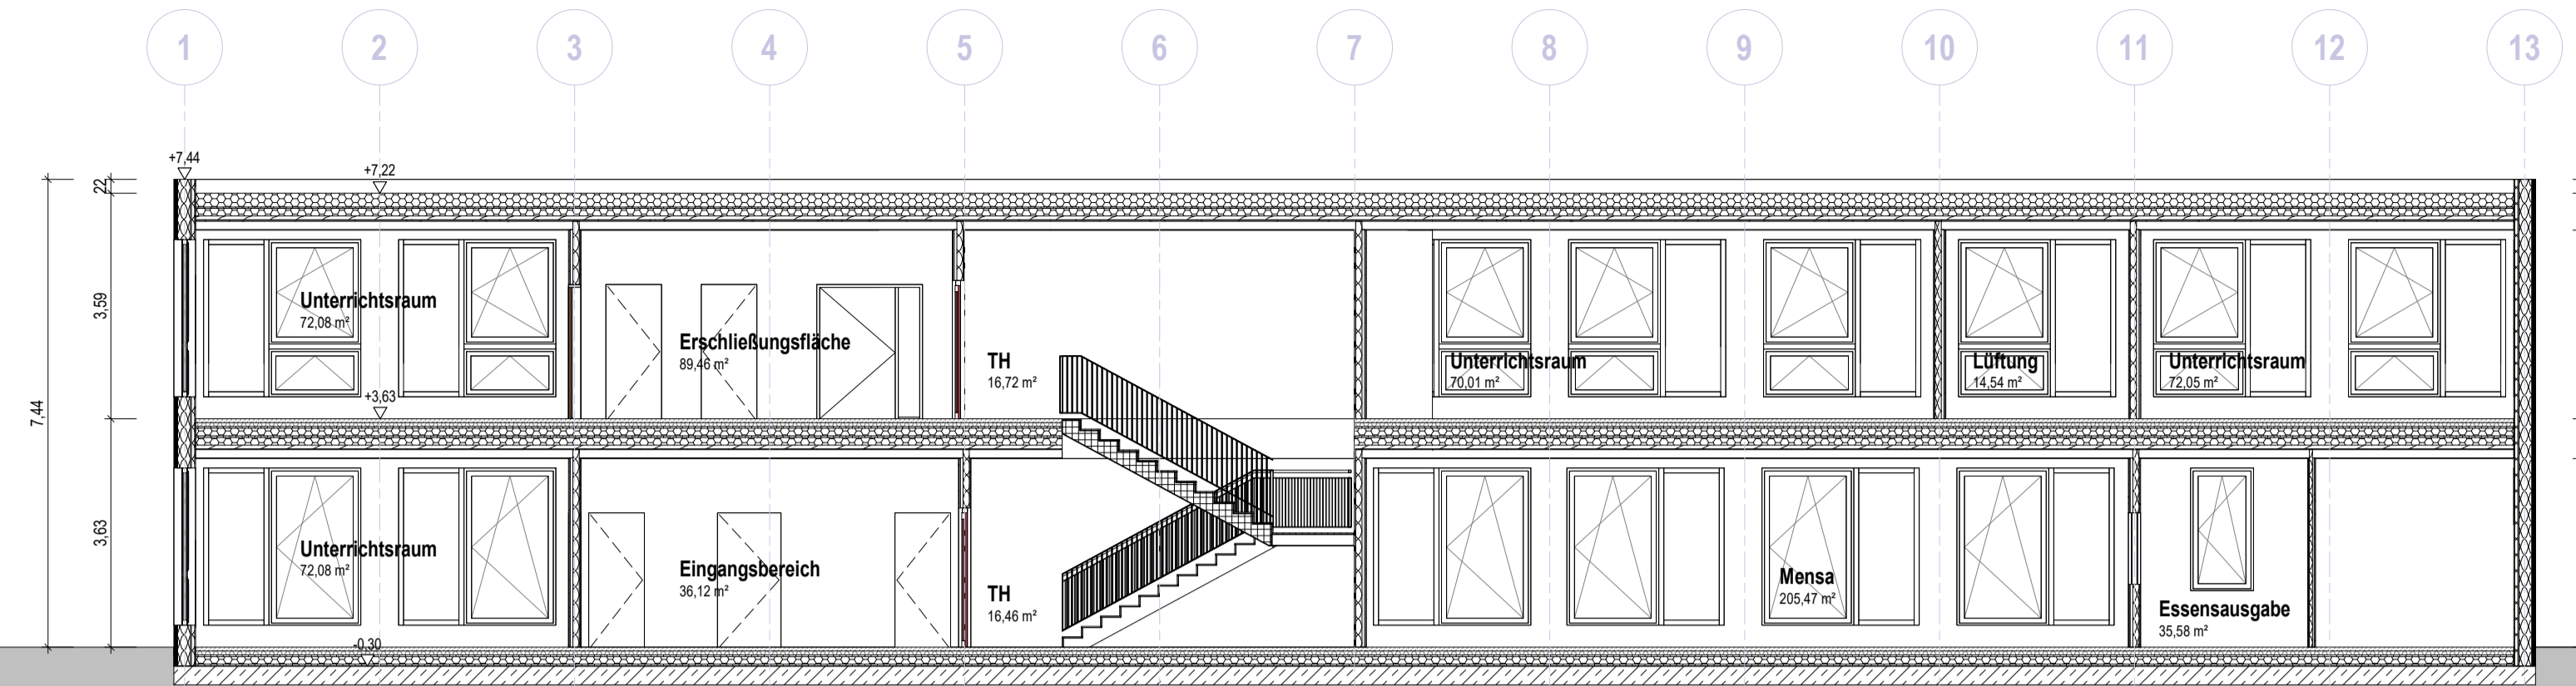 1 2 3 4 5 6 7 8 9 10 11 12 13
+7,44
+7,22
22
3,59
7,44
3,63
Unterrichtsraum
72,08 m²
+3,63
Erschließungsfläche
89,46 m²
TH
16,72 m²
Unterrichtsraum
70,01 m²
Lüftung
14,54 m²
Unterrichtsraum
72,05 m²
Unterrichtsraum
72,08 m²
-0,30
Eingangsbereich
36,12 m²
TH
16,46 m²
Mensa
205,47 m²
Essensausgabe
35,58 m²